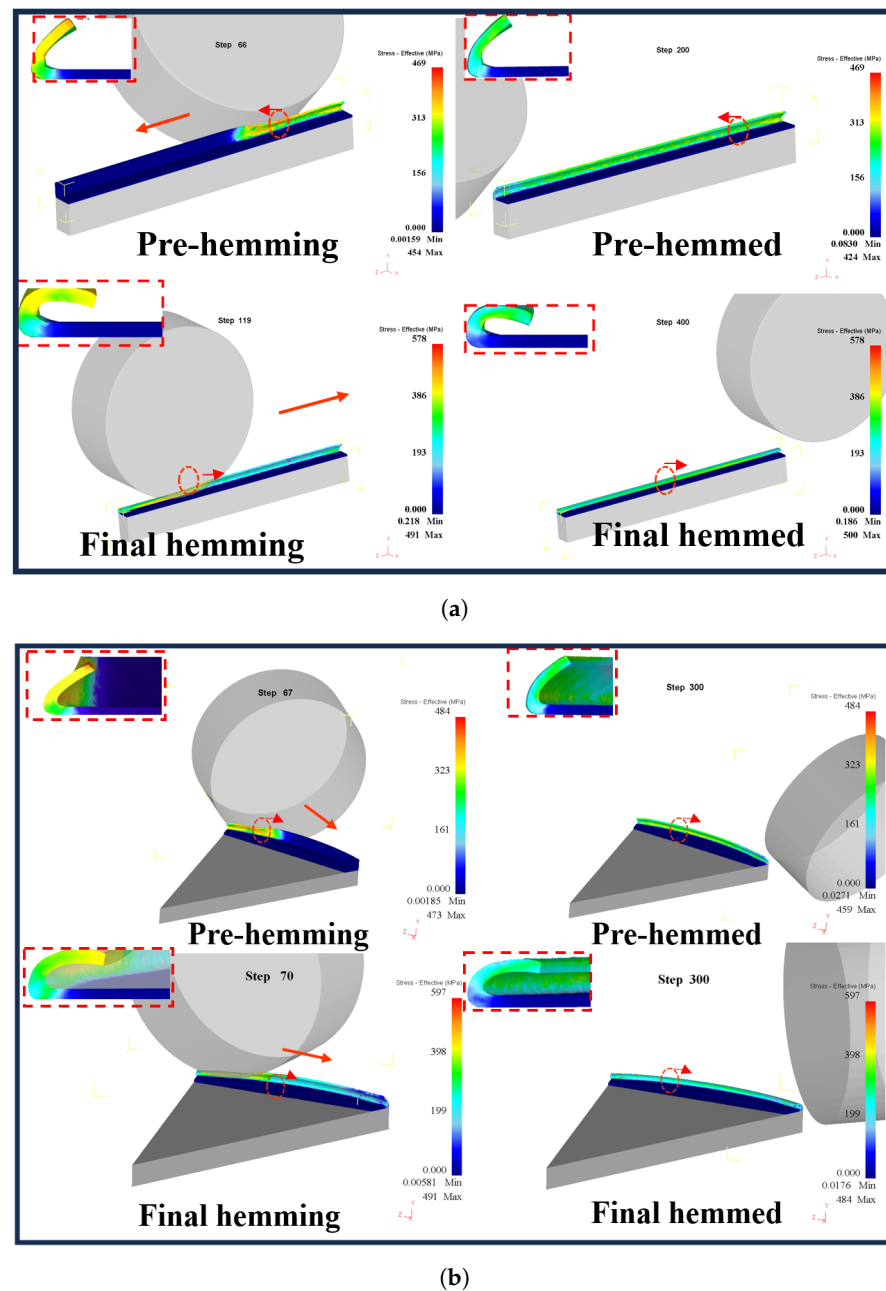 Step 66
Stress - Effective (MPa)
469
313
156
0.000
0.00159 Min
454 Max
Y
Z X
Pre-hemming
Step 200
Stress - Effective (MPa)
469
313
156
0.000
0.0830 Min
424 Max
Y
Z X
Pre-hemmed
Step 119
Stress - Effective (MPa)
578
386
193
0.000
0.218 Min
491 Max
Y
Z X
Final hemming
Step 400
Stress - Effective (MPa)
578
386
193
0.000
0.186 Min
500 Max
Y
Z X
Final hemmed
(a)
Step 67
Stress - Effective (MPa)
484
323
161
0.000
0.00185 Min
473 Max
Y
Z X
Pre-hemming
Step 300
Stress - Effective (MPa)
484
323
161
0.000
0.0271 Min
459 Max
Y
Z X
Pre-hemmed
Step 70
Stress - Effective (MPa)
597
398
199
0.000
0.00581 Min
491 Max
Y
Z X
Final hemming
Step 300
Stress - Effective (MPa)
597
398
199
0.000
0.0176 Min
484 Max
Y
Z X
Final hemmed
(b)